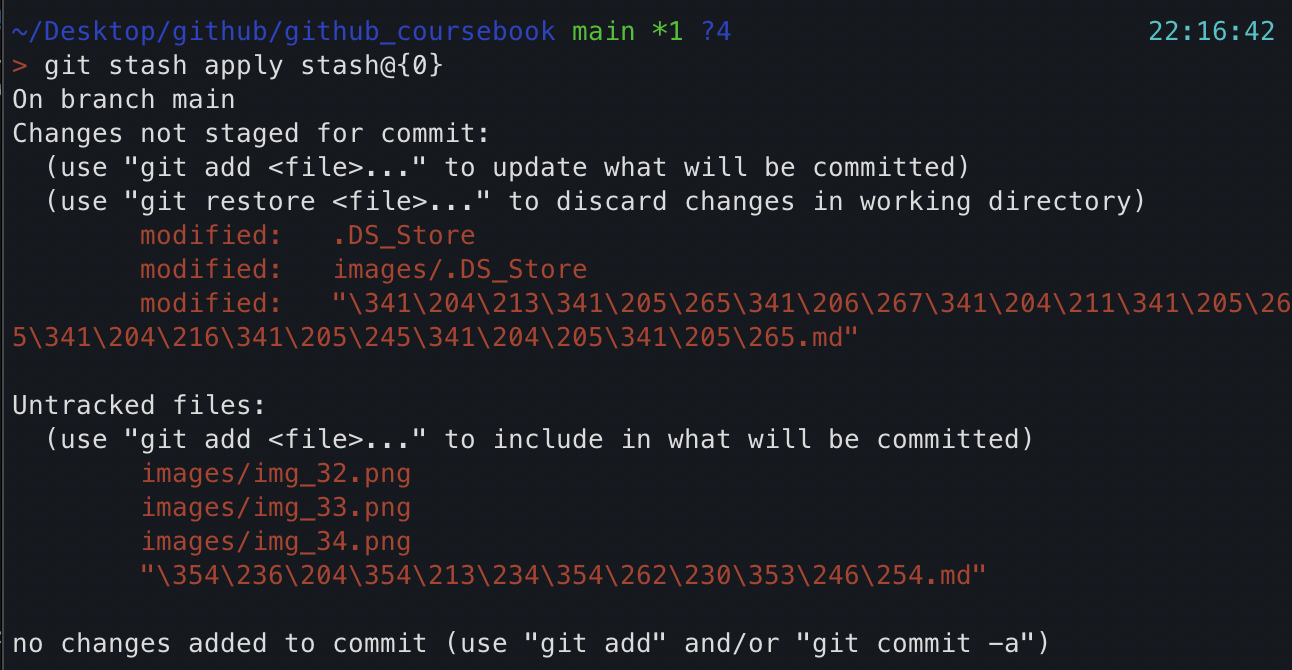 ~/Desktop/github/github_coursebook main *1 ?4 22:16:42
> git stash apply stash@{0}
On branch main
Changes not staged for commit:
  (use "git add <file>..." to update what will be committed)
  (use "git restore <file>..." to discard changes in working directory)
        modified:   .DS_Store
        modified:   images/.DS_Store
        modified:   "\341\204\213\341\205\265\341\206\267\341\204\211\341\205\26
5\341\204\216\341\205\245\341\204\205\341\205\265.md"
Untracked files:
  (use "git add <file>..." to include in what will be committed)
        images/img_32.png
        images/img_33.png
        images/img_34.png
        "\354\236\204\354\213\234\354\262\230\353\246\254.md"
no changes added to commit (use "git add" and/or "git commit -a")